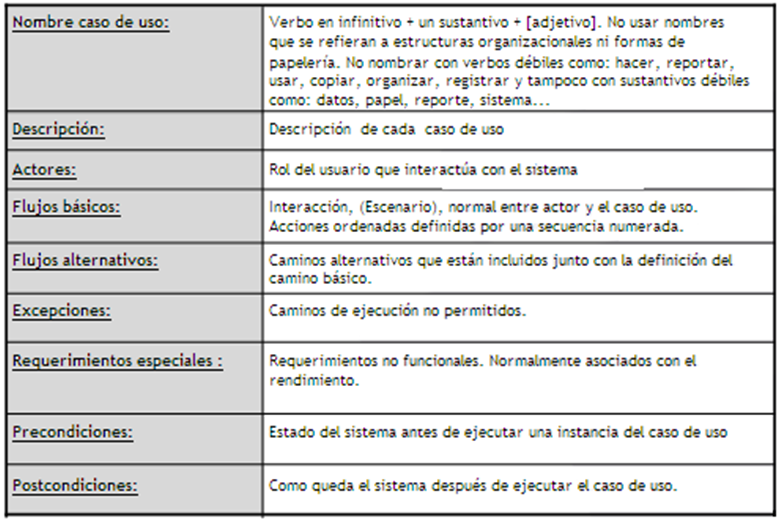 Nombre caso de uso:
Verbo en infinitivo + un sustantivo + [adjetivo]. No usar nombres
que se refieran a estructuras organizacionales ni formas de
papelería. No nombrar con verbos débiles como: hacer, reportar,
usar, copiar, organizar, registrar y tampoco con sustantivos débiles
como: datos, papel, reporte, sistema...
Descripción:
Descripción de cada caso de uso
Actores:
Rol del usuario que interactúa con el sistema
Flujos básicos:
Interacción, (Escenario), normal entre actor y el caso de uso.
Acciones ordenadas definidas por una secuencia numerada.
Flujos alternativos:
Caminos alternativos que están incluidos junto con la definición del
camino básico.
Excepciones:
Caminos de ejecución no permitidos.
Requerimientos especiales :
Requerimientos no funcionales. Normalmente asociados con el
rendimiento.
Precondiciones:
Estado del sistema antes de ejecutar una instancia del caso de uso
Postcondiciones:
Como queda el sistema después de ejecutar el caso de uso.